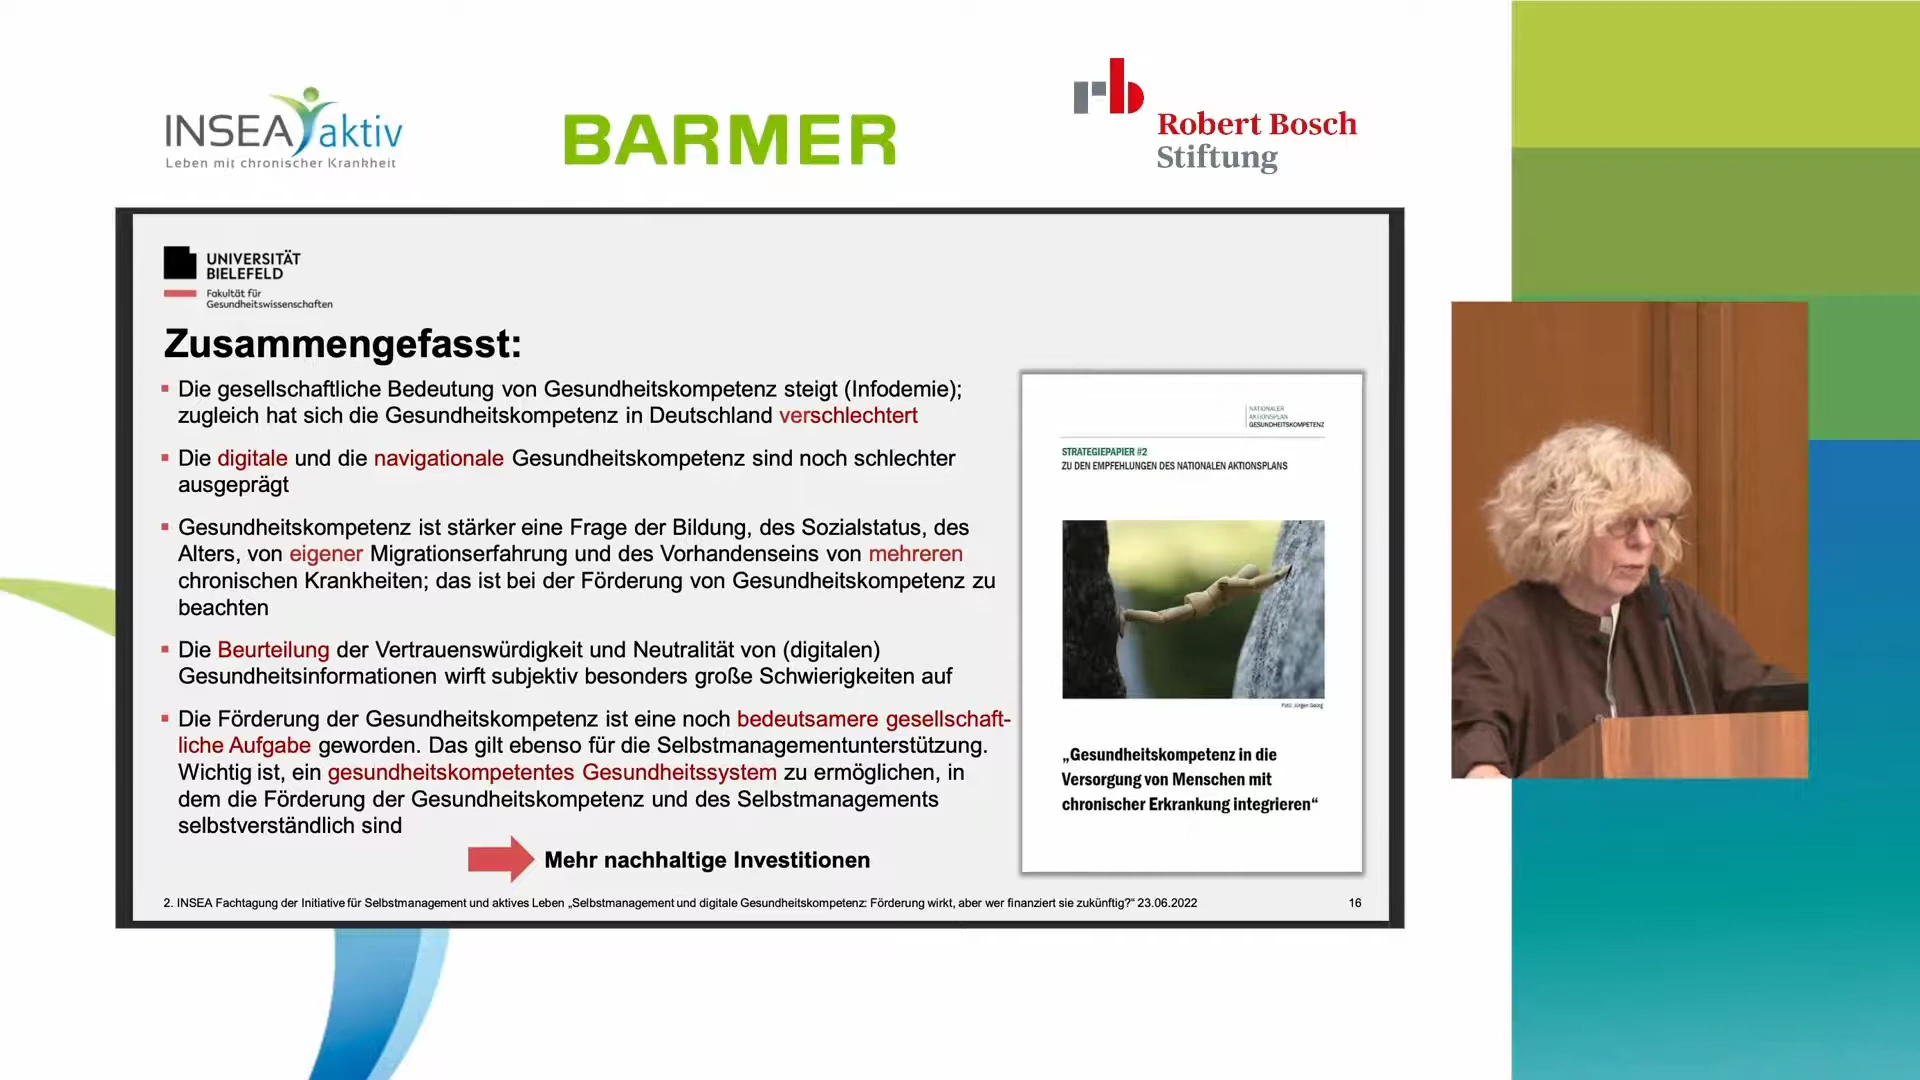 INSEA aktiv
Leben mit chronischer Krankheit
BARMER
rb
Robert Bosch
Stiftung
UNIVERSITÄT
BIELEFELD
Fakultät für
Gesundheitswissenschaften
Zusammengefasst:
Die gesellschaftliche Bedeutung von Gesundheitskompetenz steigt (Infodemie);
zugleich hat sich die Gesundheitskompetenz in Deutschland verschlechtert
Die digitale und die navigationale Gesundheitskompetenz sind noch schlechter
ausgeprägt
Gesundheitskompetenz ist stärker eine Frage der Bildung, des Sozialstatus, des
Alters, von eigener Migrationserfahrung und des Vorhandenseins von mehreren
chronischen Krankheiten; das ist bei der Förderung von Gesundheitskompetenz zu
beachten
Die Beurteilung der Vertrauenswürdigkeit und Neutralität von (digitalen)
Gesundheitsinformationen wirft subjektiv besonders große Schwierigkeiten auf
Die Förderung der Gesundheitskompetenz ist eine noch bedeutsamere gesellschaft-
liche Aufgabe geworden. Das gilt ebenso für die Selbstmanagementunterstützung.
Wichtig ist, ein gesundheitskompetentes Gesundheitssystem zu ermöglichen, in
dem die Förderung der Gesundheitskompetenz und des Selbstmanagements
selbstverständlich sind
Mehr nachhaltige Investitionen
NATIONALER
AKTIONSPLAN
GESUNDHEITSKOMPETENZ
STRATEGIEPAPIER #2
ZU DEN EMPFEHLUNGEN DES NATIONALEN AKTIONSPLANS
Foto: Jürgen Georg
„Gesundheitskompetenz in die
Versorgung von Menschen mit
chronischer Erkrankung integrieren“
2. INSEA Fachtagung der Initiative für Selbstmanagement und aktives Leben „Selbstmanagement und digitale Gesundheitskompetenz: Förderung wirkt, aber wer finanziert sie zukünftig?“ 23.06.2022
16